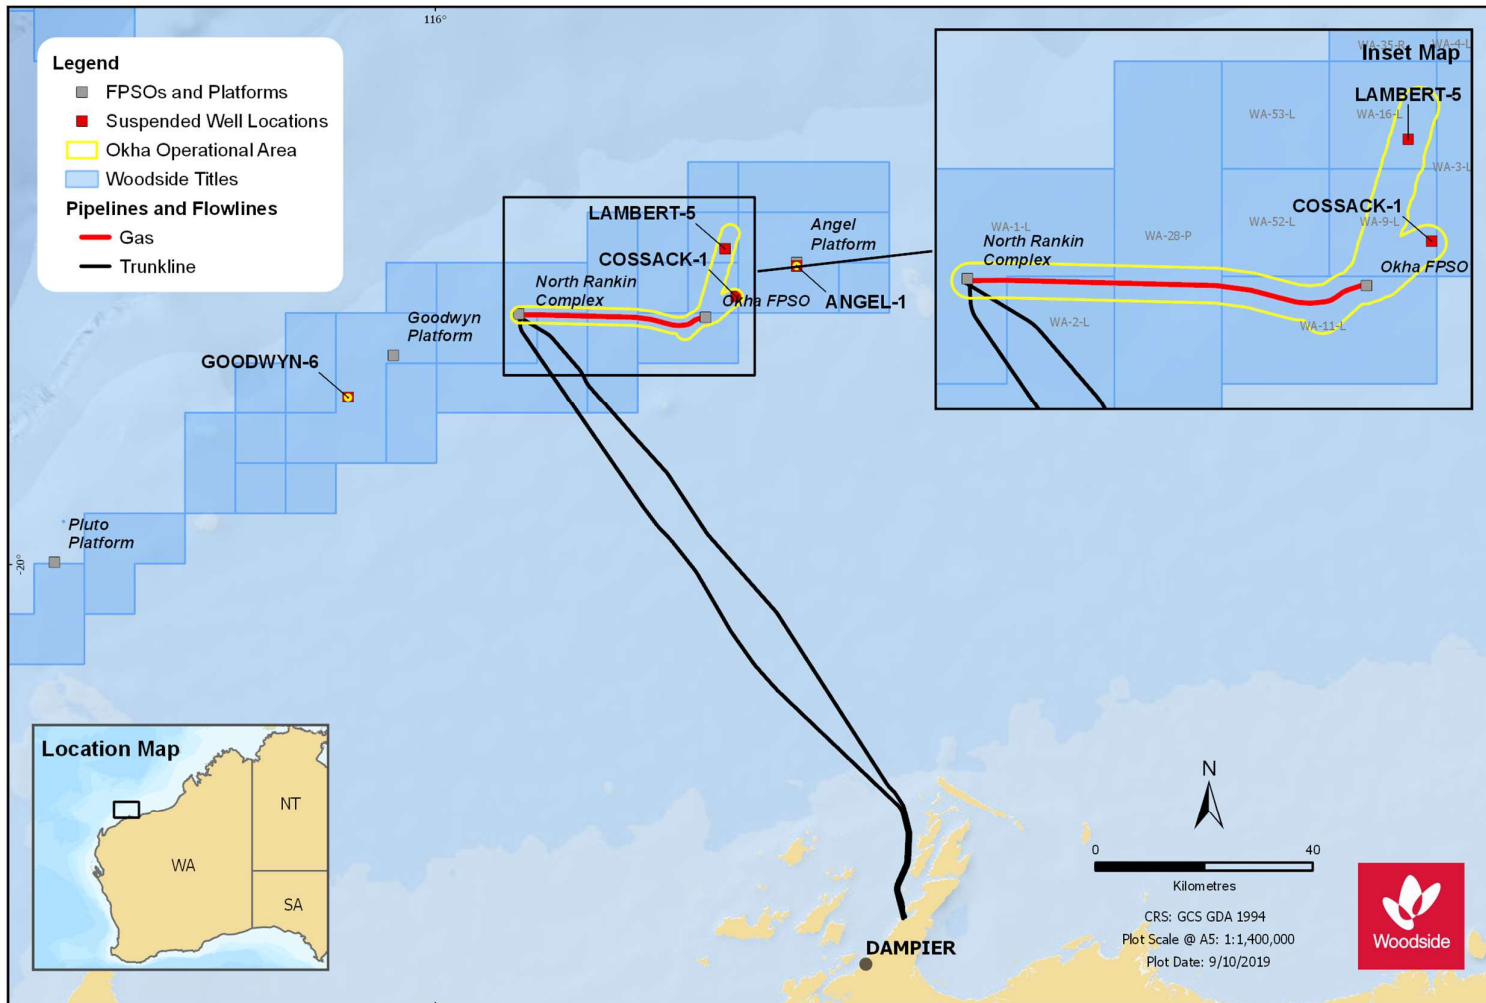 116°
Legend
FPSOs and Platforms
Suspended Well Locations
Okha Operational Area
Woodside Titles
Pipelines and Flowlines
Gas
Trunkline
LAMBERT-5
COSSACK-1
North Rankin
Complex
Okha FPSO
Angel
Platform
ANGEL-1
Goodwyn
Platform
GOODWYN-6
Pluto
Platform
-20°
Inset Map
WA-35-R
WA-4-L
LAMBERT-5
WA-53-L
WA-16-L
WA-3-L
COSSACK-1
WA-1-L
WA-28-P
WA-52-L
WA-9-L
North Rankin
Complex
Okha FPSO
WA-2-L
WA-11-L
Location Map
WA
NT
SA
DAMPIER
N
0
40
Kilometres
CRS: GCS GDA 1994
Plot Scale @ A5: 1:1,400,000
Plot Date: 9/10/2019
Woodside